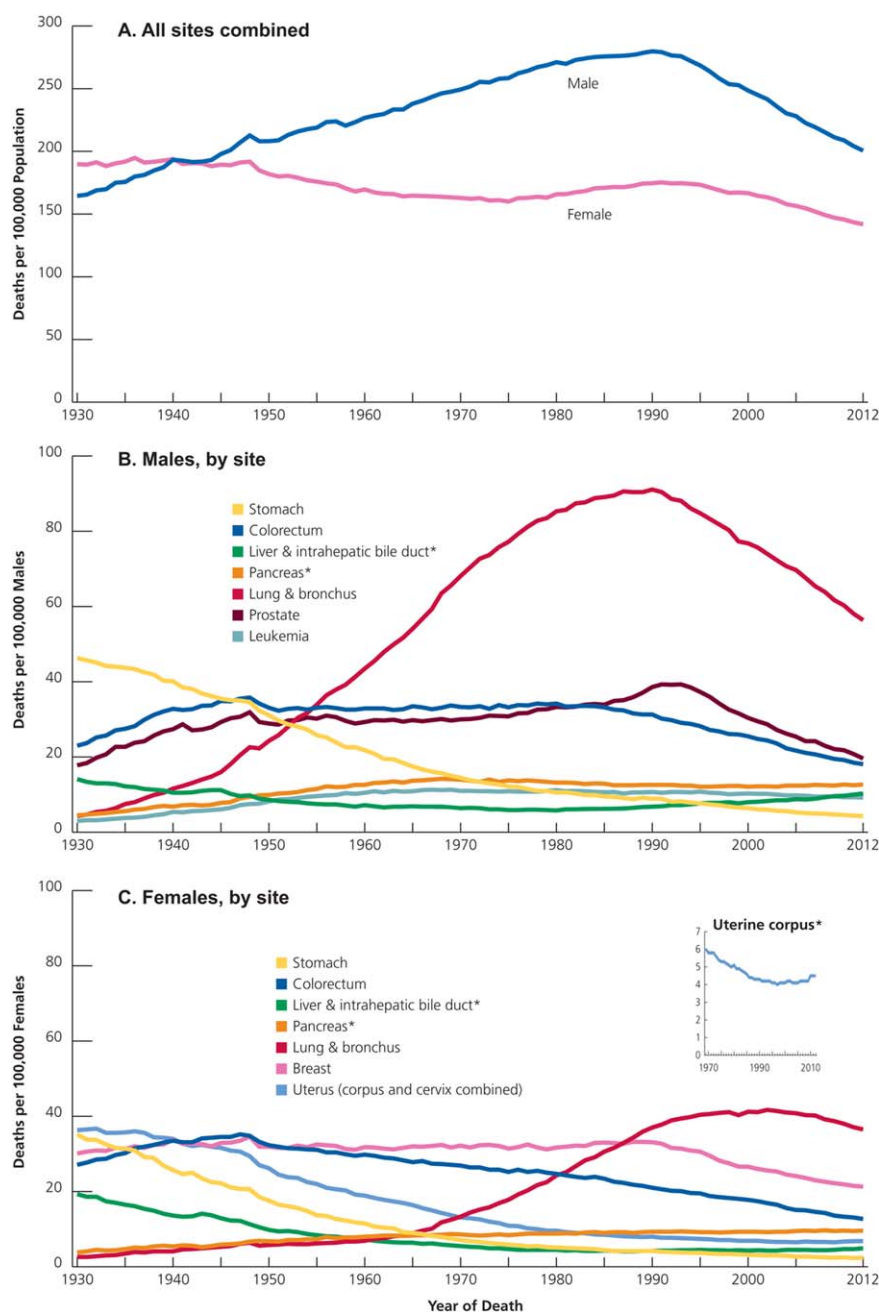 A. All sites combined
Deaths per 100,000 Population
300
250
200
150
100
50
0
Male
Female
1930 1940 1950 1960 1970 1980 1990 2000 2012
B. Males, by site
Deaths per 100,000 Males
100
80
60
40
20
0
Stomach
Colorectum
Liver & intrahepatic bile duct*
Pancreas*
Lung & bronchus
Prostate
Leukemia
1930 1940 1950 1960 1970 1980 1990 2000 2012
C. Females, by site
Deaths per 100,000 Females
100
80
60
40
20
0
Stomach
Colorectum
Liver & intrahepatic bile duct*
Pancreas*
Lung & bronchus
Breast
Uterus (corpus and cervix combined)
Uterine corpus*
7
6
5
4
3
2
1
0
1970 1990 2010
1930 1940 1950 1960 1970 1980 1990 2000 2012
Year of Death